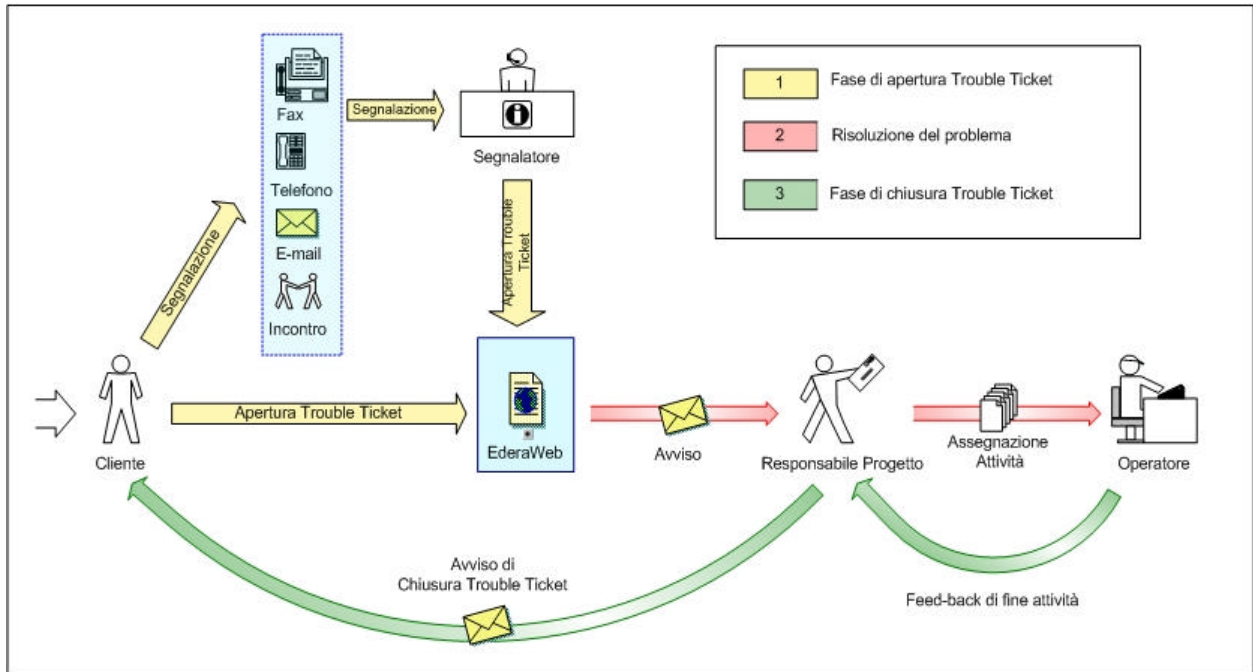 Fax
Telefono
E-mail
Incontro
Segnalazione
Segnalatore
1
Fase di apertura Trouble Ticket
2
Risoluzione del problema
3
Fase di chiusura Trouble Ticket
Segnalazione
Apertura Trouble
Ticket
Cliente
Apertura Trouble Ticket
EderaWeb
Avviso
Responsabile Progetto
Assegnazione
Attività
Operatore
Avviso di
Chiusura Trouble Ticket
Feed-back di fine attività